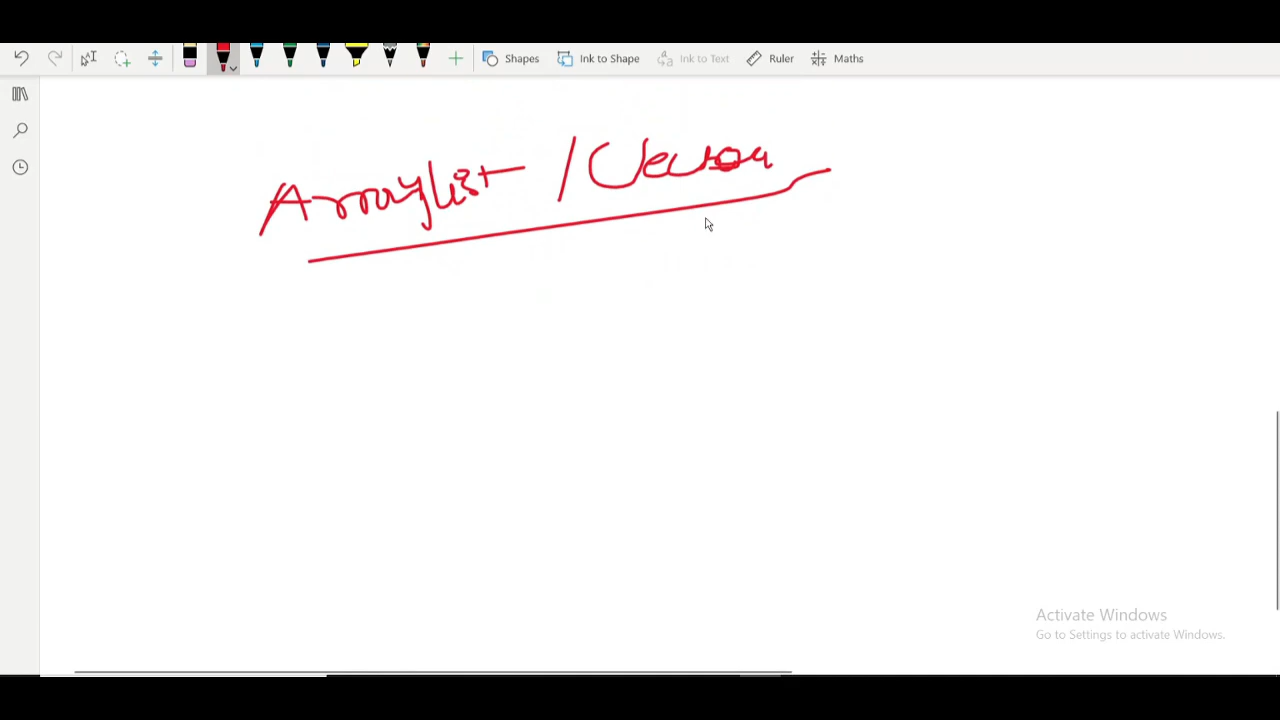 Shapes Ink to Shape Ink to Text Ruler Maths
Arraylist / Vector
Activate Windows
Go to Settings to activate Windows.